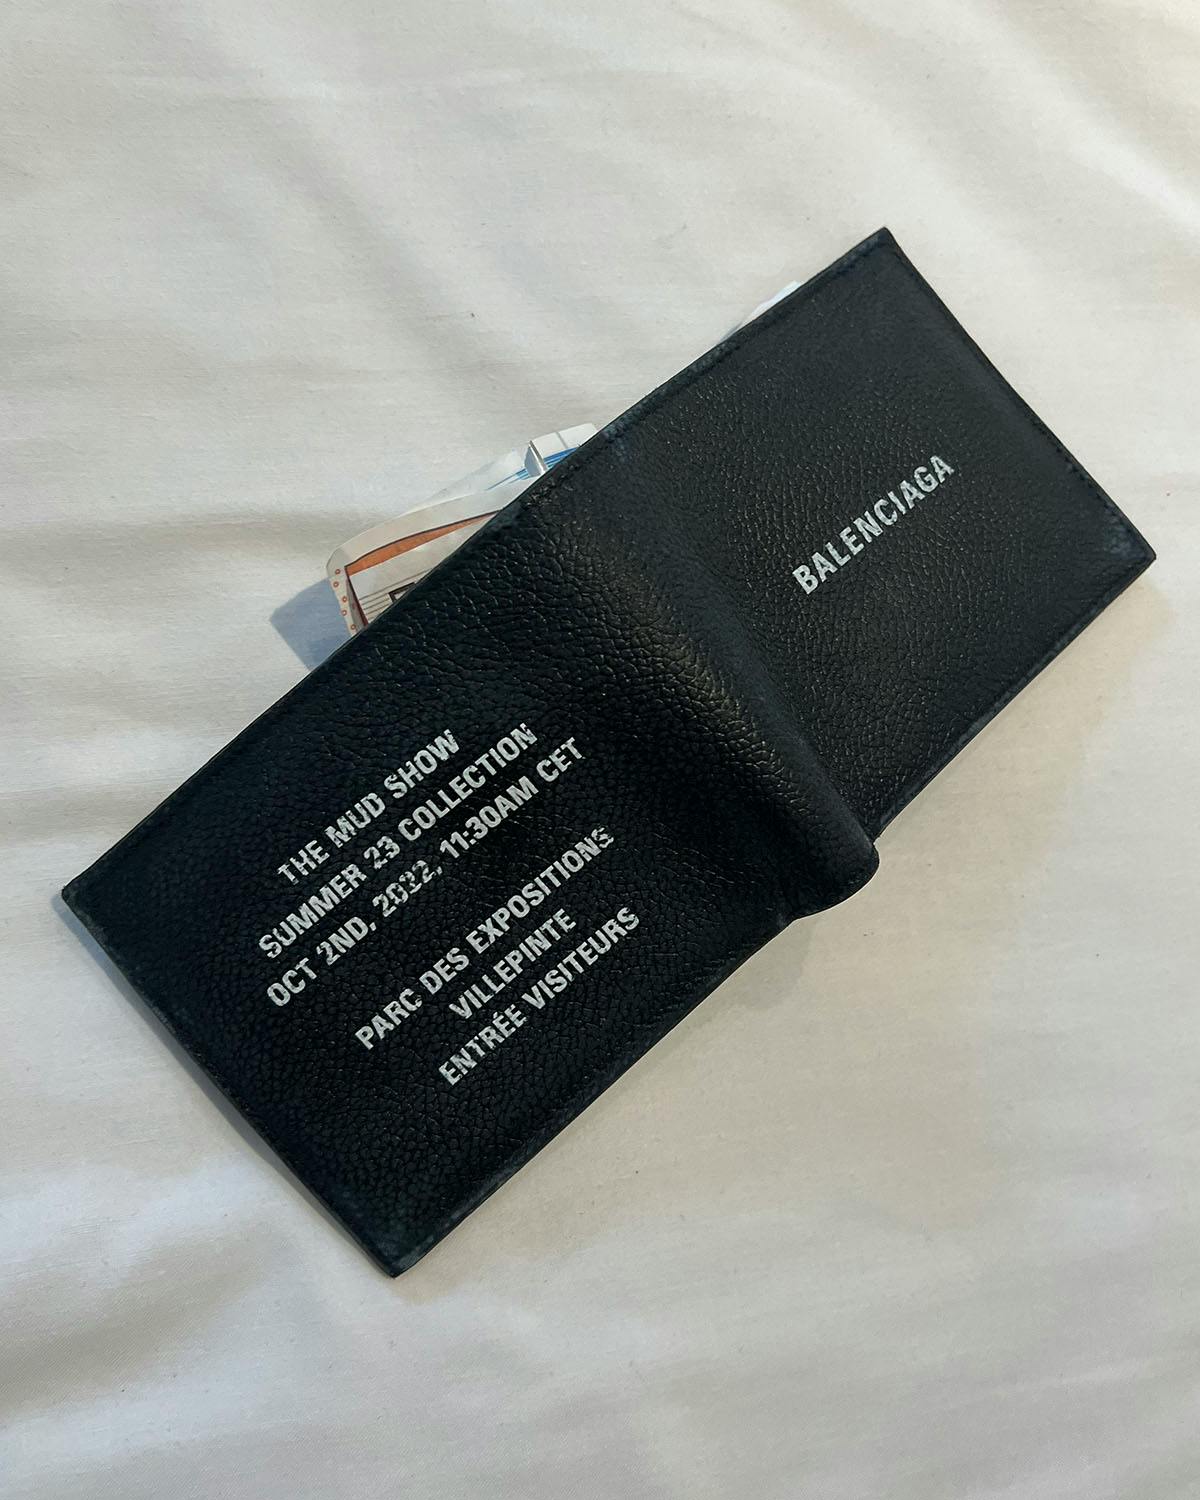 BALENCIAGA
THE MUD SHOW
SUMMER 23 COLLECTION
OCT 2ND, 2022, 11:30AM CET
PARC DES EXPOSITIONS
VILLEPINTE
ENTRÉE VISITEURS